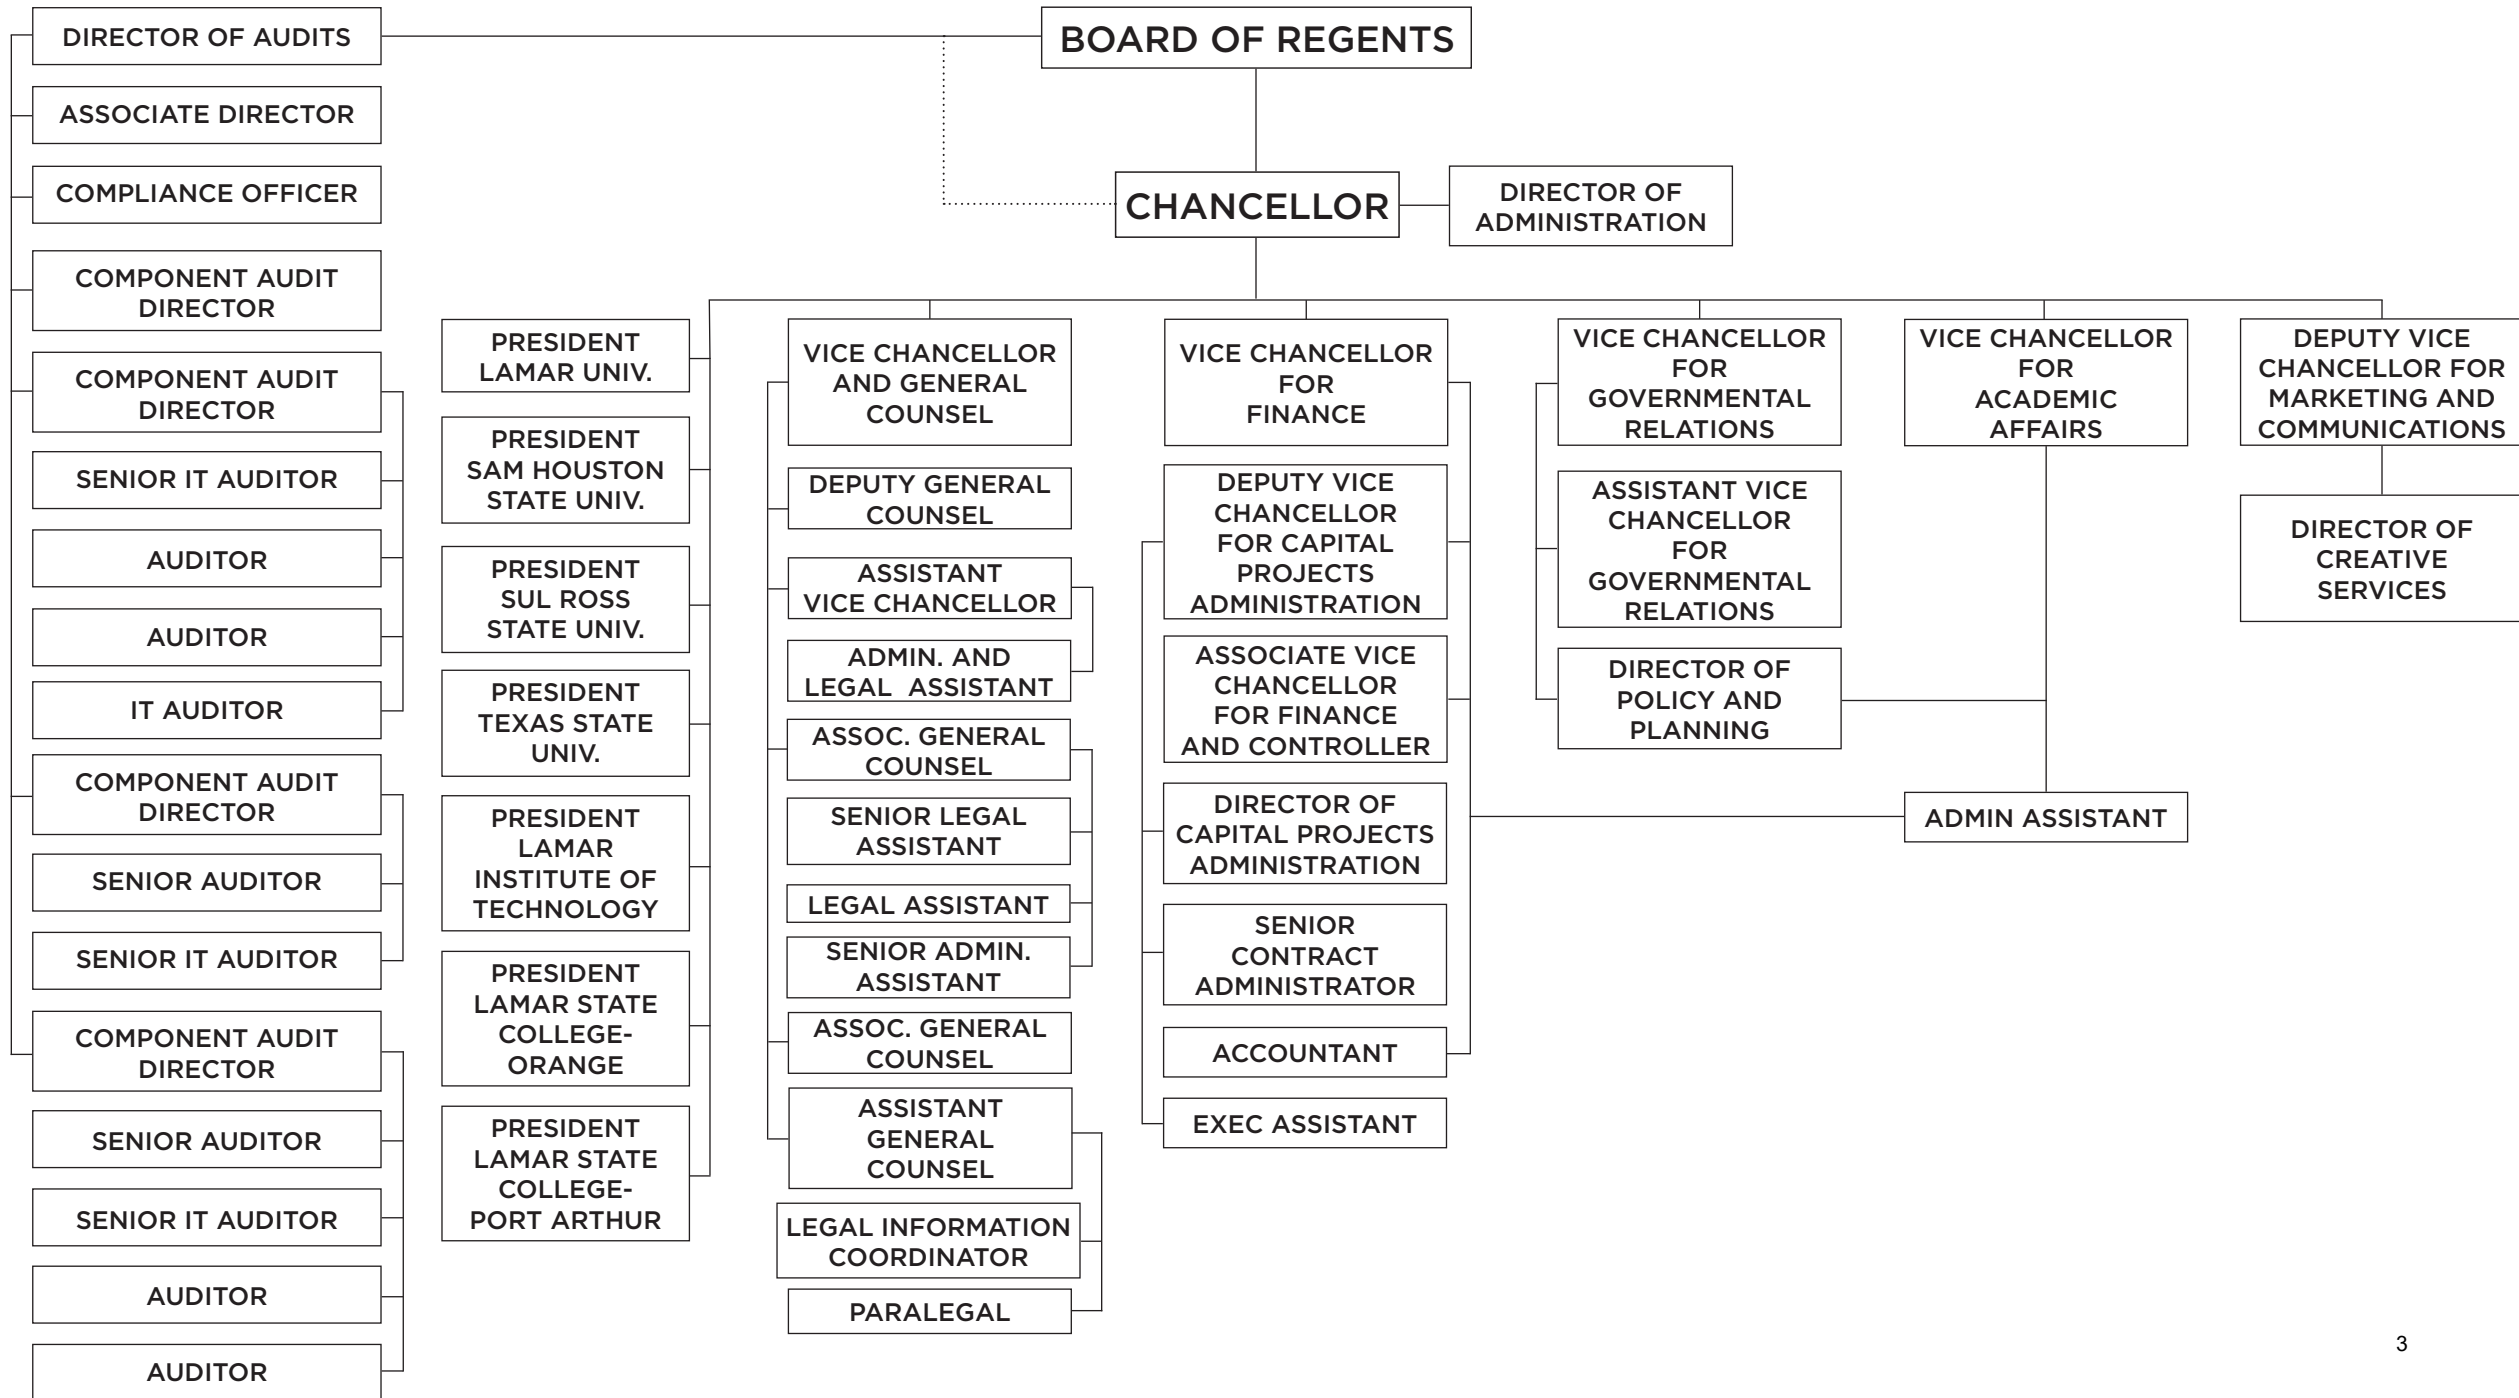 DIRECTOR OF AUDITS
ASSOCIATE DIRECTOR
COMPLIANCE OFFICER
COMPONENT AUDIT
DIRECTOR
COMPONENT AUDIT
DIRECTOR
SENIOR IT AUDITOR
AUDITOR
AUDITOR
IT AUDITOR
COMPONENT AUDIT
DIRECTOR
SENIOR AUDITOR
SENIOR IT AUDITOR
COMPONENT AUDIT
DIRECTOR
SENIOR AUDITOR
SENIOR IT AUDITOR
AUDITOR
AUDITOR
BOARD OF REGENTS
CHANCELLOR
DIRECTOR OF
ADMINISTRATION
PRESIDENT
LAMAR UNIV.
PRESIDENT
SAM HOUSTON
STATE UNIV.
PRESIDENT
SUL ROSS
STATE UNIV.
PRESIDENT
TEXAS STATE
UNIV.
PRESIDENT
LAMAR
INSTITUTE OF
TECHNOLOGY
PRESIDENT
LAMAR STATE
COLLEGE-
ORANGE
PRESIDENT
LAMAR STATE
COLLEGE-
PORT ARTHUR
VICE CHANCELLOR
AND GENERAL
COUNSEL
DEPUTY GENERAL
COUNSEL
ASSISTANT
VICE CHANCELLOR
ADMIN. AND
LEGAL ASSISTANT
ASSOC. GENERAL
COUNSEL
SENIOR LEGAL
ASSISTANT
LEGAL ASSISTANT
SENIOR ADMIN.
ASSISTANT
ASSOC. GENERAL
COUNSEL
ASSISTANT
GENERAL
COUNSEL
LEGAL INFORMATION
COORDINATOR
PARALEGAL
VICE CHANCELLOR
FOR
FINANCE
DEPUTY VICE
CHANCELLOR
FOR CAPITAL
PROJECTS
ADMINISTRATION
ASSOCIATE VICE
CHANCELLOR
FOR FINANCE
AND CONTROLLER
DIRECTOR OF
CAPITAL PROJECTS
ADMINISTRATION
SENIOR
CONTRACT
ADMINISTRATOR
ACCOUNTANT
EXEC ASSISTANT
VICE CHANCELLOR
FOR
GOVERNMENTAL
RELATIONS
ASSISTANT VICE
CHANCELLOR
FOR
GOVERNMENTAL
RELATIONS
DIRECTOR OF
POLICY AND
PLANNING
VICE CHANCELLOR
FOR
ACADEMIC
AFFAIRS
ADMIN ASSISTANT
DEPUTY VICE
CHANCELLOR FOR
MARKETING AND
COMMUNICATIONS
DIRECTOR OF
CREATIVE
SERVICES
3